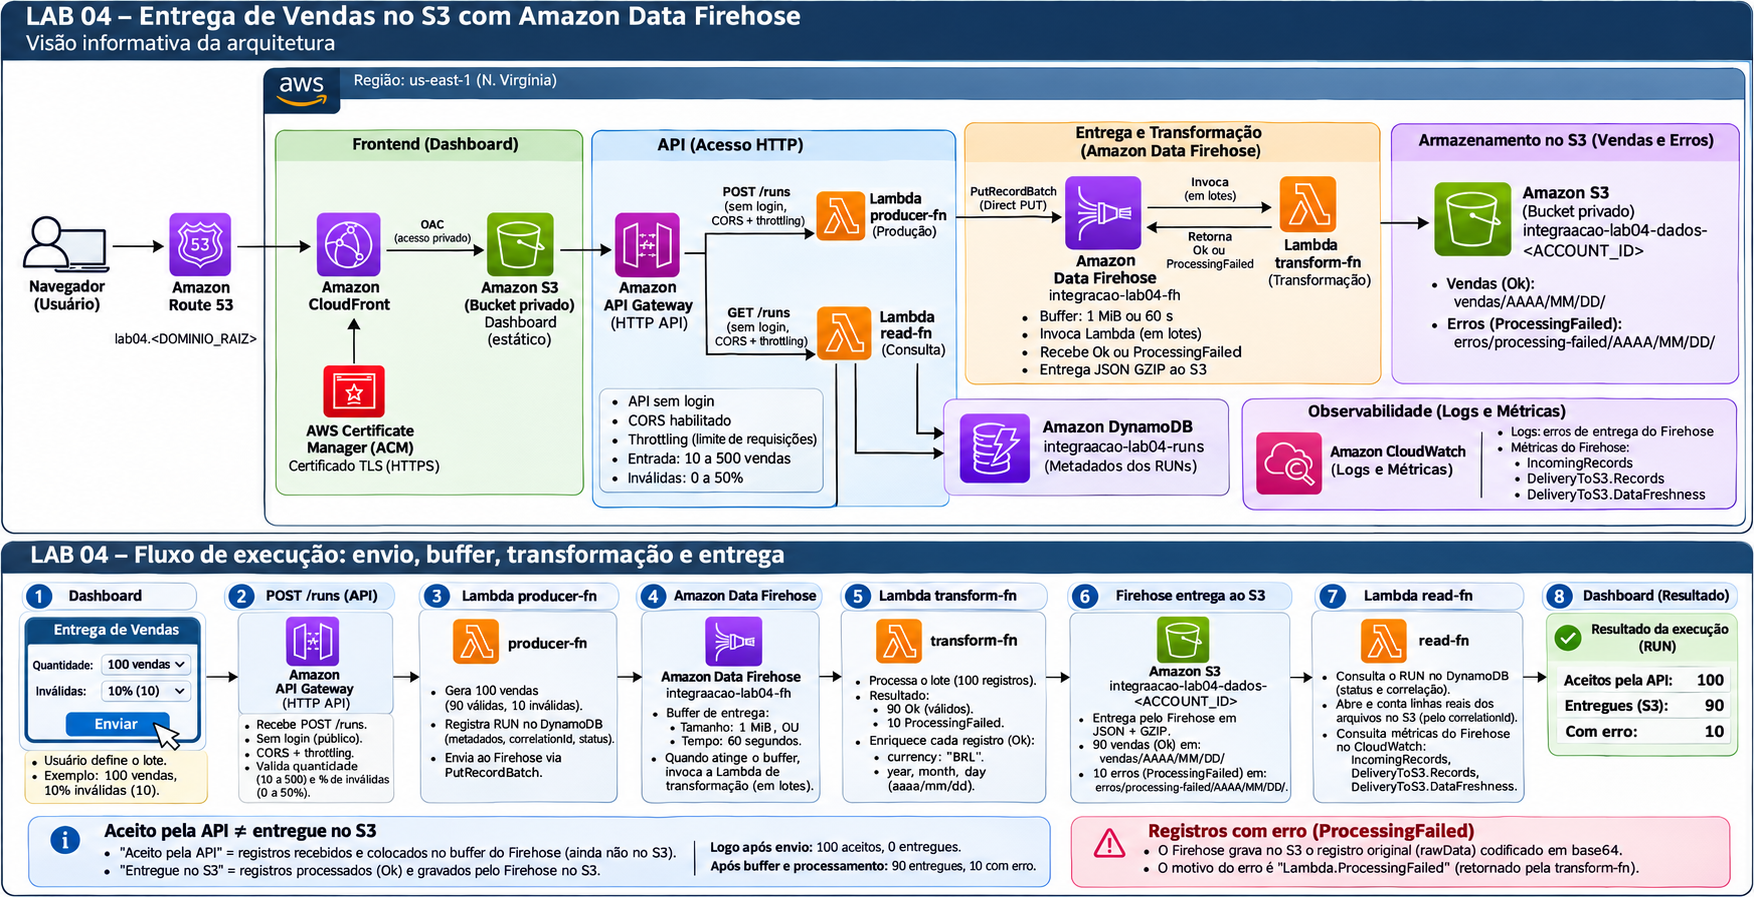 LAB 04 – Entrega de Vendas no S3 com Amazon Data Firehose
Visão informativa da arquitetura
aws
Região: us-east-1 (N. Virgínia)
Navegador
(Usuário)
53
Amazon
Route 53
lab04.<DOMINIO_RAIZ>
Frontend (Dashboard)
Amazon
CloudFront
OAC
(acesso privado)
Amazon S3
(Bucket privado)
Dashboard
(estático)
AWS Certificate
Manager (ACM)
Certificado TLS (HTTPS)
API (Acesso HTTP)
Amazon
API Gateway
(HTTP API)
POST /runs
(sem login,
CORS + throttling)
Lambda
producer-fn
(Produção)
GET /runs
(sem login,
CORS + throttling)
Lambda
read-fn
(Consulta)
• API sem login
• CORS habilitado
• Throttling (limite de requisições)
• Entrada: 10 a 500 vendas
• Inválidas: 0 a 50%
Entrega e Transformação
(Amazon Data Firehose)
PutRecordBatch
(Direct PUT)
Amazon
Data Firehose
integracao-lab04-fh
Invoca
(em lotes)
Retorna
Ok ou
ProcessingFailed
Lambda
transform-fn
(Transformação)
• Buffer: 1 MiB ou 60 s
• Invoca Lambda (em lotes)
• Recebe Ok ou ProcessingFailed
• Entrega JSON GZIP ao S3
Armazenamento no S3 (Vendas e Erros)
Amazon S3
(Bucket privado)
integraacao-lab04-dados-
<ACCOUNT_ID>
• Vendas (Ok):
vendas/AAAA/MM/DD/
• Erros (ProcessingFailed):
erros/processing-failed/AAAA/MM/DD/
Amazon DynamoDB
integraacao-lab04-runs
(Metadados dos RUNs)
Observabilidade (Logs e Métricas)
Amazon CloudWatch
(Logs e Métricas)
• Logs: erros de entrega do Firehose
• Métricas do Firehose:
• IncomingRecords
• DeliveryToS3.Records
• DeliveryToS3.DataFreshness
LAB 04 – Fluxo de execução: envio, buffer, transformação e entrega
1 Dashboard
Entrega de Vendas
Quantidade: 100 vendas
Inválidas: 10% (10)
Enviar
• Usuário define o lote.
• Exemplo: 100 vendas,
10% inválidas (10).
2 POST /runs (API)
Amazon
API Gateway
(HTTP API)
• Recebe POST /runs.
• Sem login (público).
• CORS + throttling.
• Valida quantidade
(10 a 500) e % de inválidas
(0 a 50%).
3 Lambda producer-fn
producer-fn
• Gera 100 vendas
(90 válidas, 10 inválidas).
• Registra RUN no DynamoDB
(metadados, correlationId, status).
• Envia ao Firehose via
PutRecordBatch.
4 Amazon Data Firehose
Amazon Data Firehose
integraacao-lab04-fh
• Buffer de entrega:
• Tamanho: 1 MiB, OU
• Tempo: 60 segundos.
• Quando atinge o buffer,
invoca a Lambda de
transformação (em lotes).
5 Lambda transform-fn
transform-fn
• Processa o lote (100 registros).
• Resultado:
• 90 Ok (válidos).
• 10 ProcessingFailed.
• Enriquece cada registro (Ok):
• currency: "BRL".
• year, month, day
(aaaa/mm/dd).
6 Firehose entrega ao S3
Amazon S3
integraacao-lab04-dados-
<ACCOUNT_ID>
• Entrega pelo Firehose em
JSON + GZIP.
• 90 vendas (Ok) em:
vendas/AAAA/MM/DD/
• 10 erros (ProcessingFailed) em:
erros/processing-failed/AAAA/MM/DD/.
7 Lambda read-fn
read-fn
• Consulta o RUN no DynamoDB
(status e correlação).
• Abre e conta linhas reais dos
arquivos no S3 (pelo correlationId).
• Consulta métricas do Firehose
no CloudWatch:
IncomingRecords,
DeliveryToS3.Records,
DeliveryToS3.DataFreshness.
8 Dashboard (Resultado)
Resultado da execução
(RUN)
Aceitos pela API: 100
Entregues (S3): 90
Com erro: 10
i
Aceito pela API ≠ entregue no S3
• "Aceito pela API" = registros recebidos e colocados no buffer do Firehose (ainda não no S3).
• "Entregue no S3" = registros processados (Ok) e gravados pelo Firehose no S3.
Logo após envio: 100 aceitos, 0 entregues.
Após buffer e processamento: 90 entregues, 10 com erro.
Registros com erro (ProcessingFailed)
• O Firehose grava no S3 o registro original (rawData) codificado em base64.
• O motivo do erro é "Lambda.ProcessingFailed" (retornado pela transform-fn).